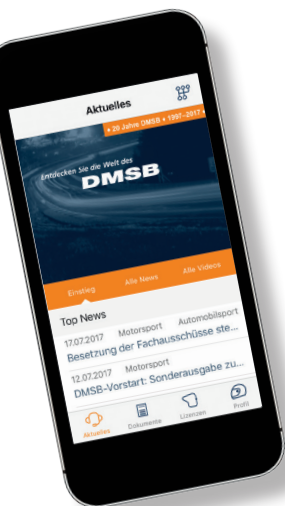 Aktuelles
• 20 Jahre DMSB • 1997-2017 •
Entdecken Sie die Welt des
DMSB
Einstieg Alle News Alle Videos
Top News
17.07.2017 Motorsport Automobilsport
Besetzung der Fachausschüsse ste...
12.07.2017 Motorsport
DMSB-Vorstart: Sonderausgabe zu...
Aktuelles Dokumente Lizenzen Profil